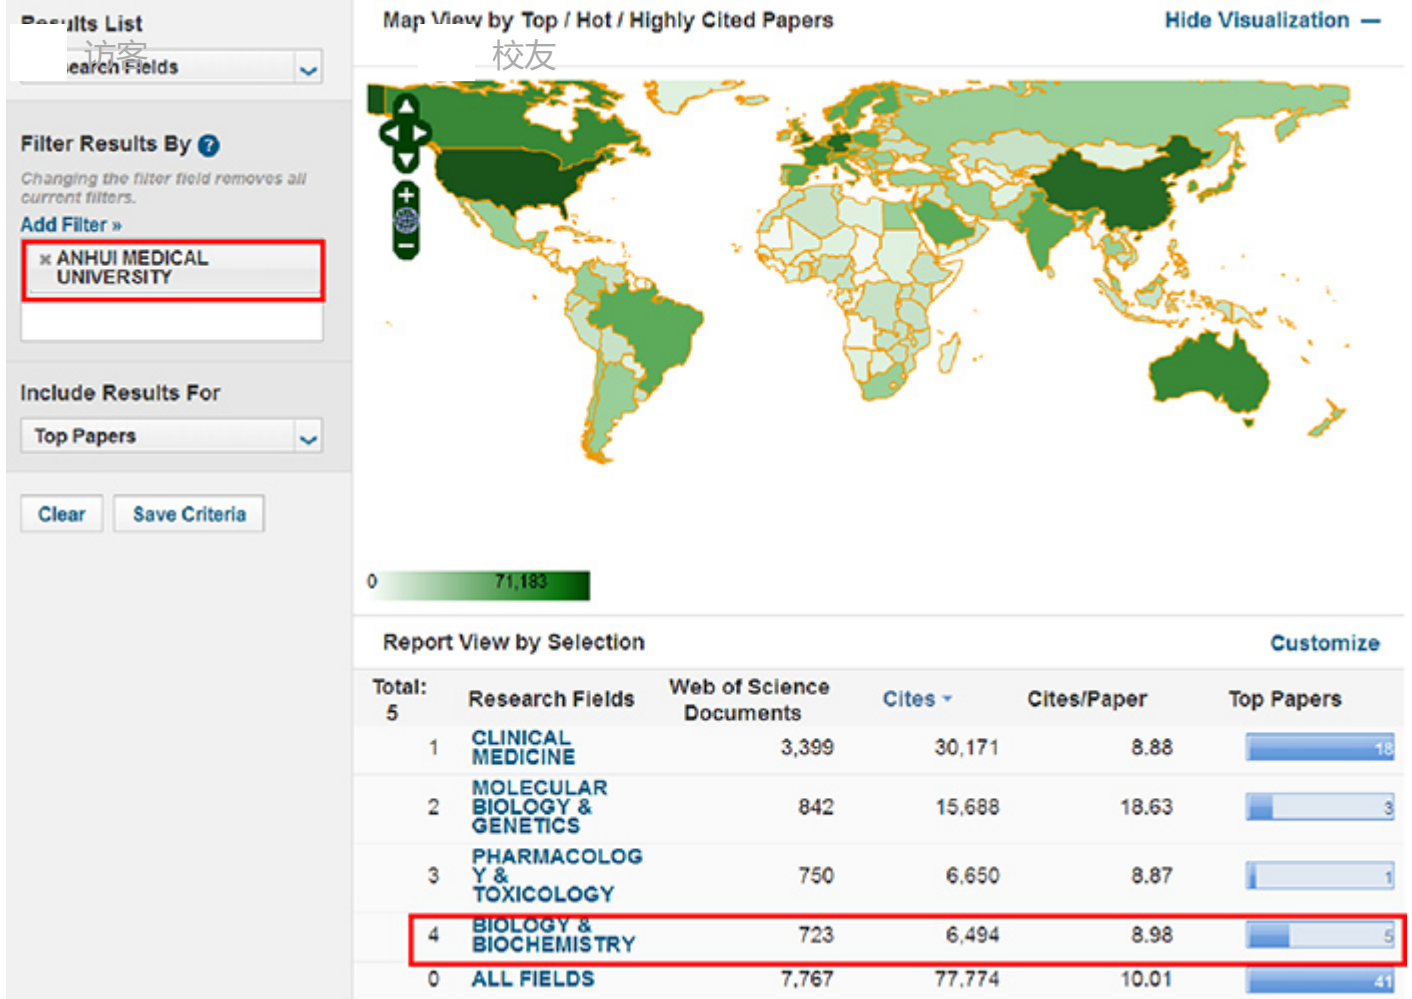 Results List
访客
Search Fields
Filter Results By ?
Changing the filter field removes all
current filters.
Add Filter »
ANHUI MEDICAL
UNIVERSITY
Include Results For
Top Papers
Clear
Save Criteria
Map View by Top / Hot / Highly Cited Papers
Hide Visualization
校友
0
71,183
Report View by Selection
Customize
Total:
5
Research Fields
Web of Science
Documents
Cites
Cites/Paper
Top Papers
1 CLINICAL
MEDICINE 3,399 30,171 8.88 18
2 MOLECULAR
BIOLOGY &
GENETICS 842 15,688 18.63 3
3 PHARMACOLOG
Y &
TOXICOLOGY 750 6,650 8.87 1
4 BIOLOGY &
BIOCHEMISTRY 723 6,494 8.98 5
0 ALL FIELDS 7,767 77,774 10.01 41